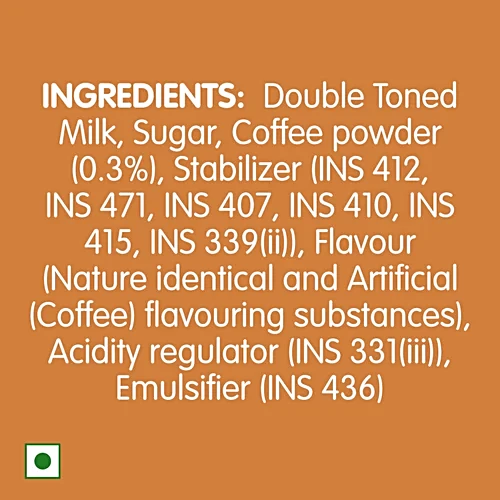 INGREDIENTS: Double Toned
Milk, Sugar, Coffee powder
(0.3%), Stabilizer (INS 412,
INS 471, INS 407, INS 410, INS
415, INS 339(ii)), Flavour
(Nature identical and Artificial
(Coffee) flavouring substances),
Acidity regulator (INS 331(iii)),
Emulsifier (INS 436)